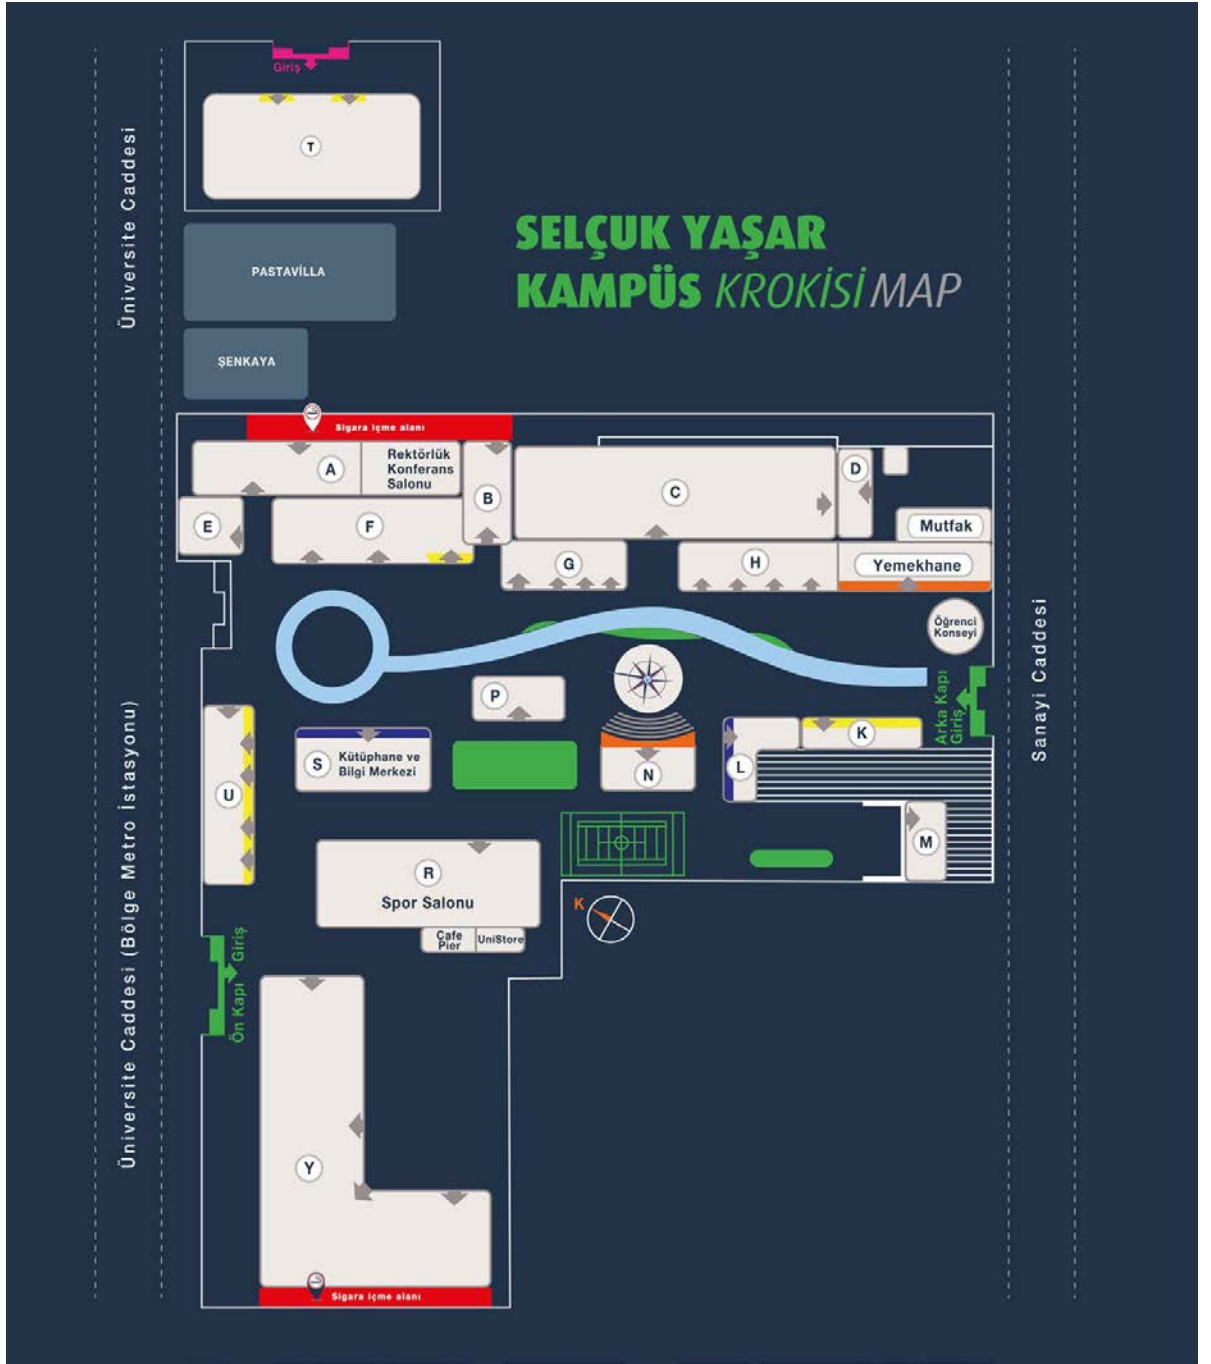 Giriş
T
Üniversite Caddesi
SELÇUK YAŞAR
KAMPÜS KROKİSİ MAP
PASTAVİLLA
ŞENKAYA
Sigara içme alanı
A
Rektörlük
Konferans
Salonu
B
C
D
E
F
Mutfak
G
H
Yemekhane
Öğrenci
Konseyi
Sanayi Caddesi
Arka Kapı
Giriş
P
K
S
Kütüphane ve
Bilgi Merkezi
N
L
U
M
R
Spor Salonu
Cafe
Pier
UniStore
K
Ön Kapı Giriş
Üniversite Caddesi (Bölge Metro İstasyonu)
Y
Sigara içme alanı